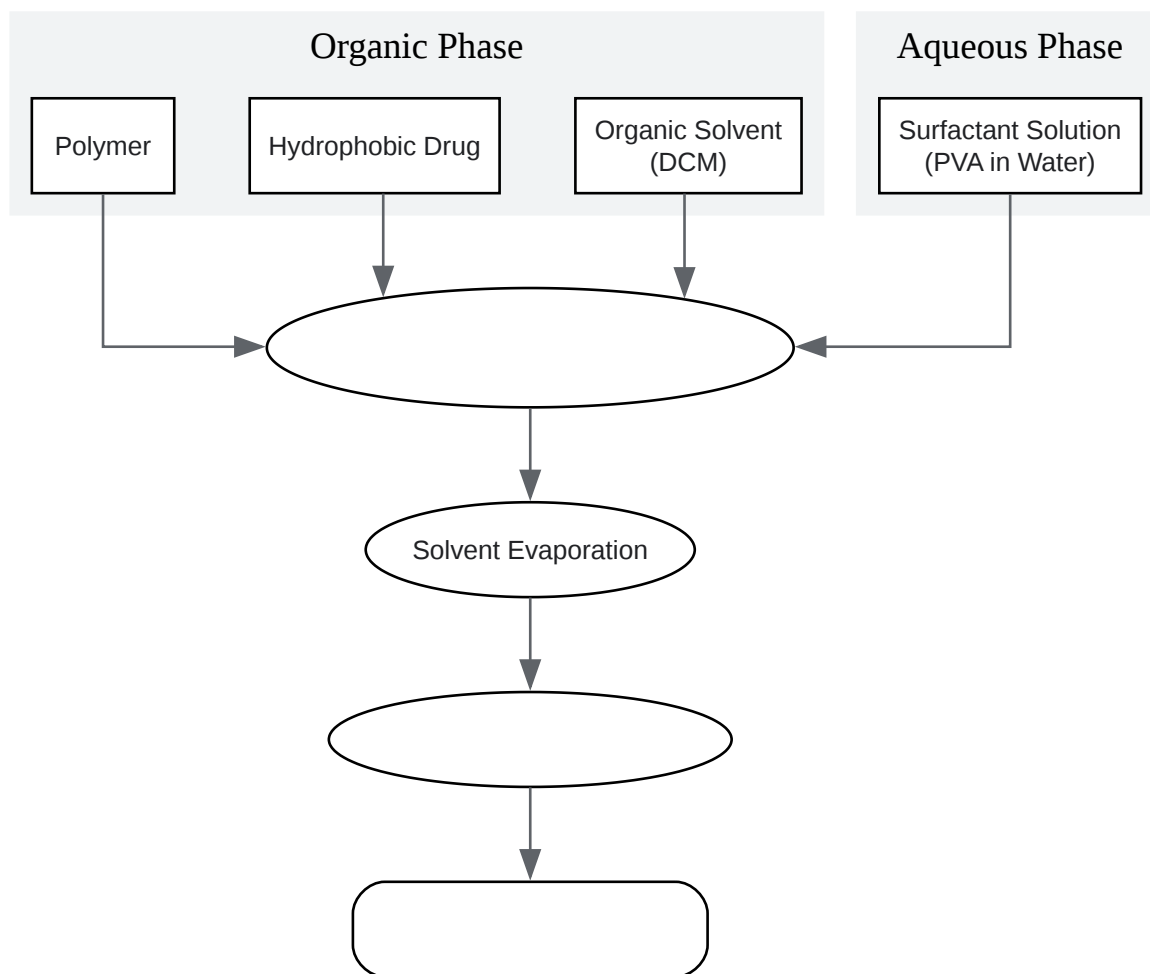 Organic Phase
Aqueous Phase
Polymer
Hydrophobic Drug
Organic Solvent
(DCM)
Surfactant Solution
(PVA in Water)
Solvent Evaporation